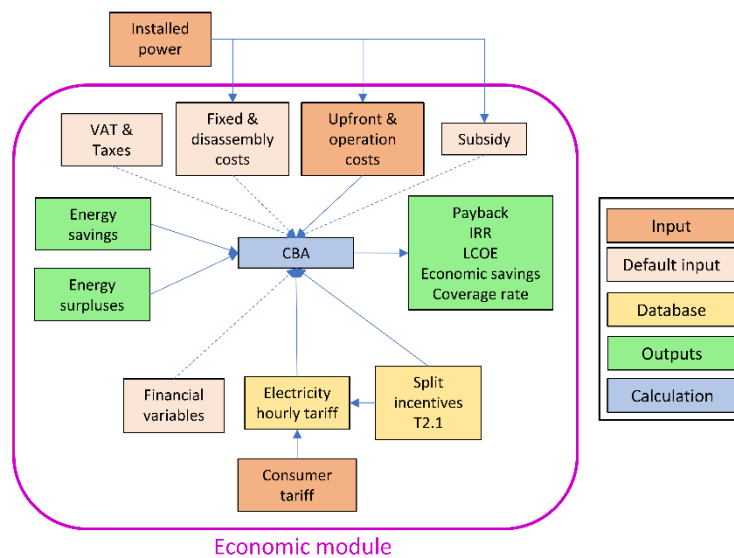 Installed
power
VAT &
Taxes
Fixed &
disassembly
costs
Upfront &
operation
costs
Subsidy
Energy
savings
Energy
surpluses
CBA
Payback
IRR
LCOE
Economic savings
Coverage rate
Financial
variables
Electricity
hourly tariff
Split
incentives
T2.1
Consumer
tariff
Economic module
Input
Default input
Database
Outputs
Calculation